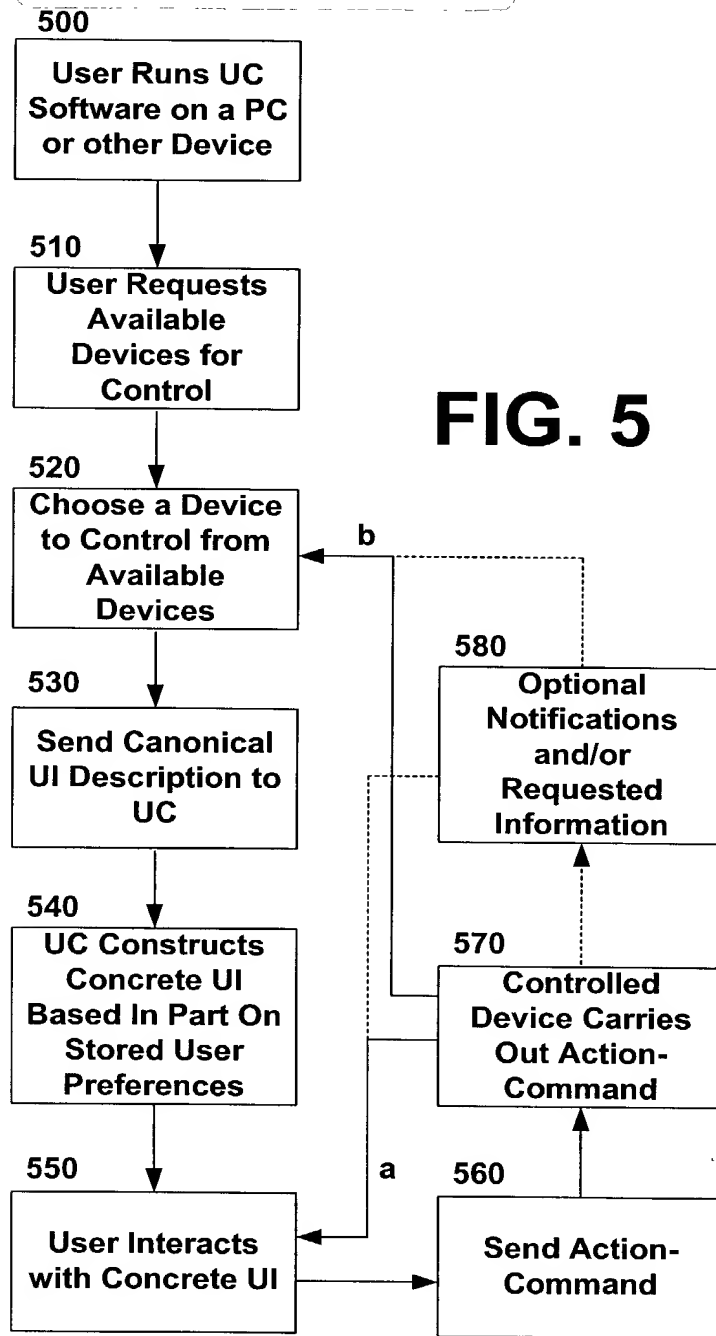 500
User Runs UC
Software on a PC
or other Device
510
User Requests
Available
Devices for
Control
FIG. 5
520
Choose a Device
to Control from
Available
Devices
b
530
Send Canonical
UI Description to
UC
580
Optional
Notifications
and/or
Requested
Information
540
UC Constructs
Concrete UI
Based In Part On
Stored User
Preferences
570
Controlled
Device Carries
Out Action-
Command
550
User Interacts
with Concrete UI
a
560
Send Action-
Command